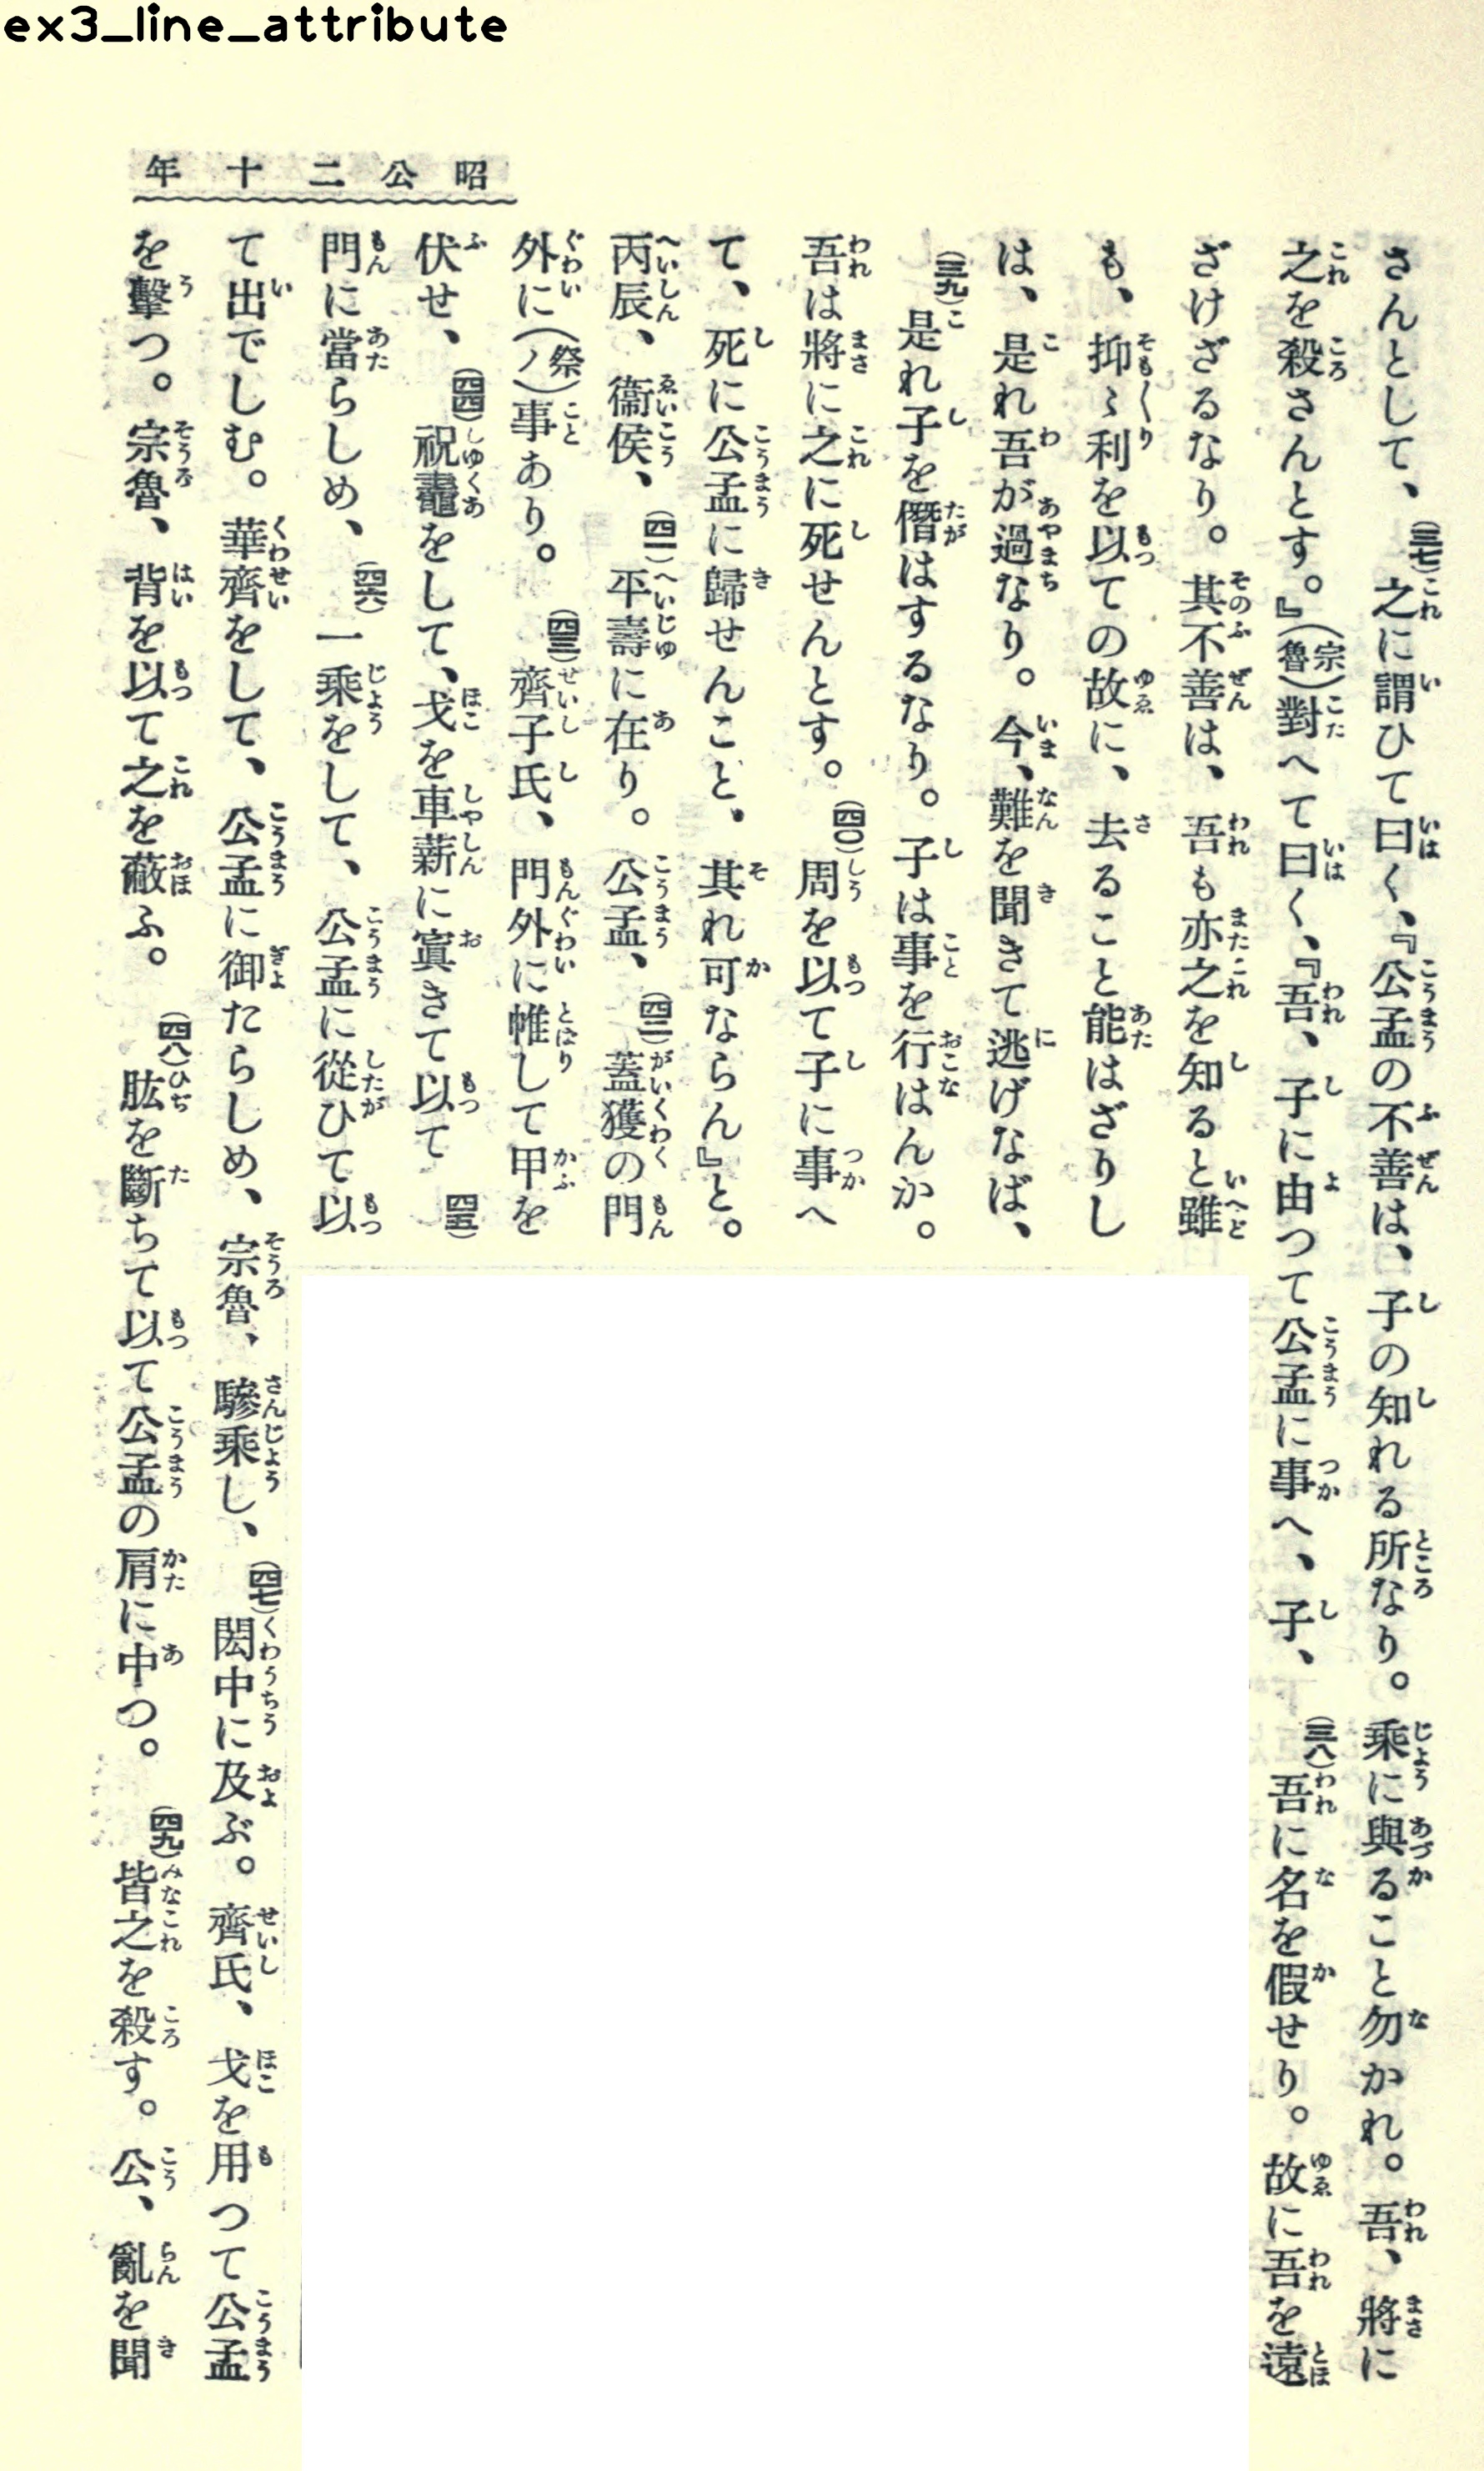 ex3_line_attribute
昭公二十年
さんとして、(三七)之に謂ひて曰く、『公孟の不善は、子の知れる所なり。乘に與ること勿かれ。吾、將に
之を殺さんとす。』(宗魯)對へて曰く、『吾、子に由つて公孟に事へ、子、(三八)吾に名を假せり。故に吾を遠
ざけざるなり。其不善は、吾も亦之を知ると雖
も、抑〻利を以ての故に、去ること能はざりし
は、是れ吾が過なり。今、難を聞きて逃げなば、
(三九)是れ子を僭はするなり。子は事を行はんか。
吾は將に之に死せんとす。(四〇)周を以て子に事へ
て、死に公孟に歸せんこと、其れ可ならん』と。
丙辰、衞侯、(四一)平壽に在り。公孟、(四二)蓋獲の門
外に(祭ノ)事あり。(四三)齊子氏、門外に帷して甲を
伏せ、(四四)祝鼃をして、戈を車薪に寘きて以て(四五)
門に當らしめ、(四六)一乘をして、公孟に從ひて以
て出でしむ。華齊をして、公孟に御たらしめ、宗魯、驂乘し、(四七)閎中に及ぶ。齊氏、戈を用つて公孟
を擊つ。宗魯、背を以て之を蔽ふ。(四八)肱を斷ちて以て公孟の肩に中つ。(四九)皆之を殺す。公、亂を聞